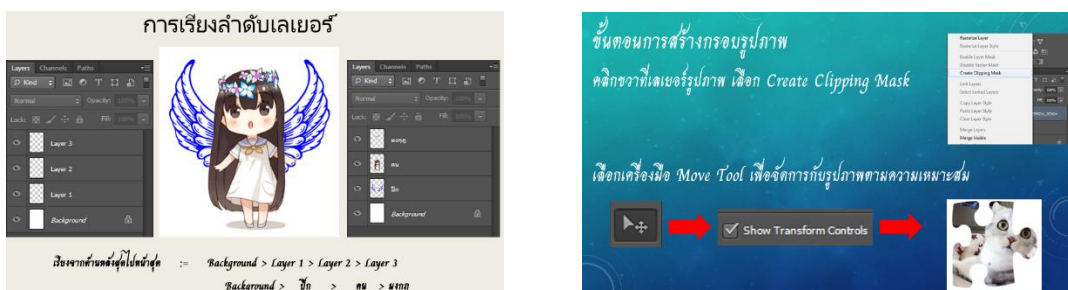 การเรียงลำดับเลเยอร์
Layers Channels Paths
Kind
Normal Opacity: 100%
Lock: Fill: 100%
Layer 3
Layer 2
Layer 1
Background
Layers Channels Paths
Kind
Normal Opacity: 100%
Lock: Fill: 100%
มงกุฎ
คน
ปีก
Background
เรียงจากด้านหลังสุดไปหน้าสุด := Background > Layer 1 > Layer 2 > Layer 3
Background > ปีก > คน > มงกุฎ
ขั้นตอนการสร้างกรอบรูปภาพ
คลิกขวาที่เลเยอร์รูปภาพ เลือก Create Clipping Mask
Rasterize Layer
Rasterize Layer Style
Enable Layer Mask
Disable Vector Mask
Create Clipping Mask
Link Layers
Select Linked Layers
Copy Layer Style
Paste Layer Style
Clear Layer Style
Merge Layers
Merge Visible
เลือกเครื่องมือ Move Tool เพื่อจัดการกับรูปภาพตามความเหมาะสม
Show Transform Controls